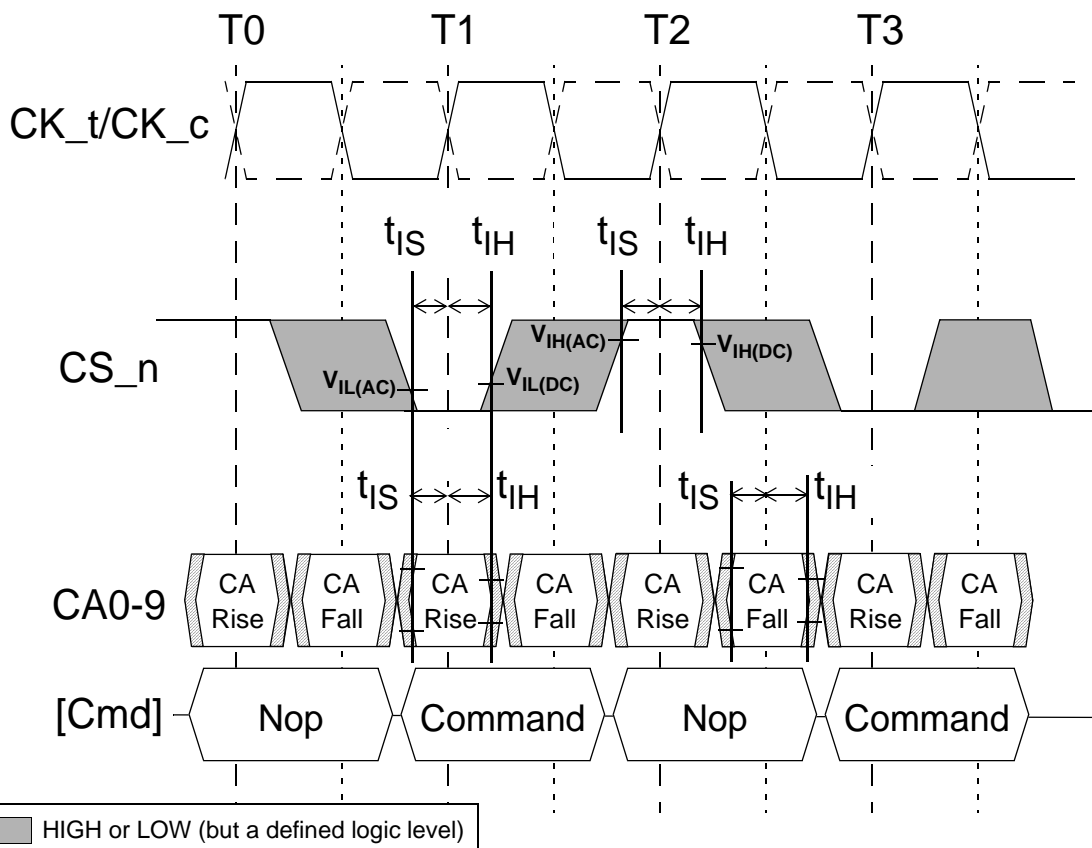 T0 T1 T2 T3
CK_t/CK_c
tIS tIH tIS tIH
CS_n
VIL(AC) VIL(DC) VIH(AC) VIH(DC)
tIS tIH tIS tIH
CA0-9
CA Rise CA Fall CA Rise CA Fall CA Rise CA Fall CA Rise CA Fall
[Cmd] Nop Command Nop Command
HIGH or LOW (but a defined logic level)